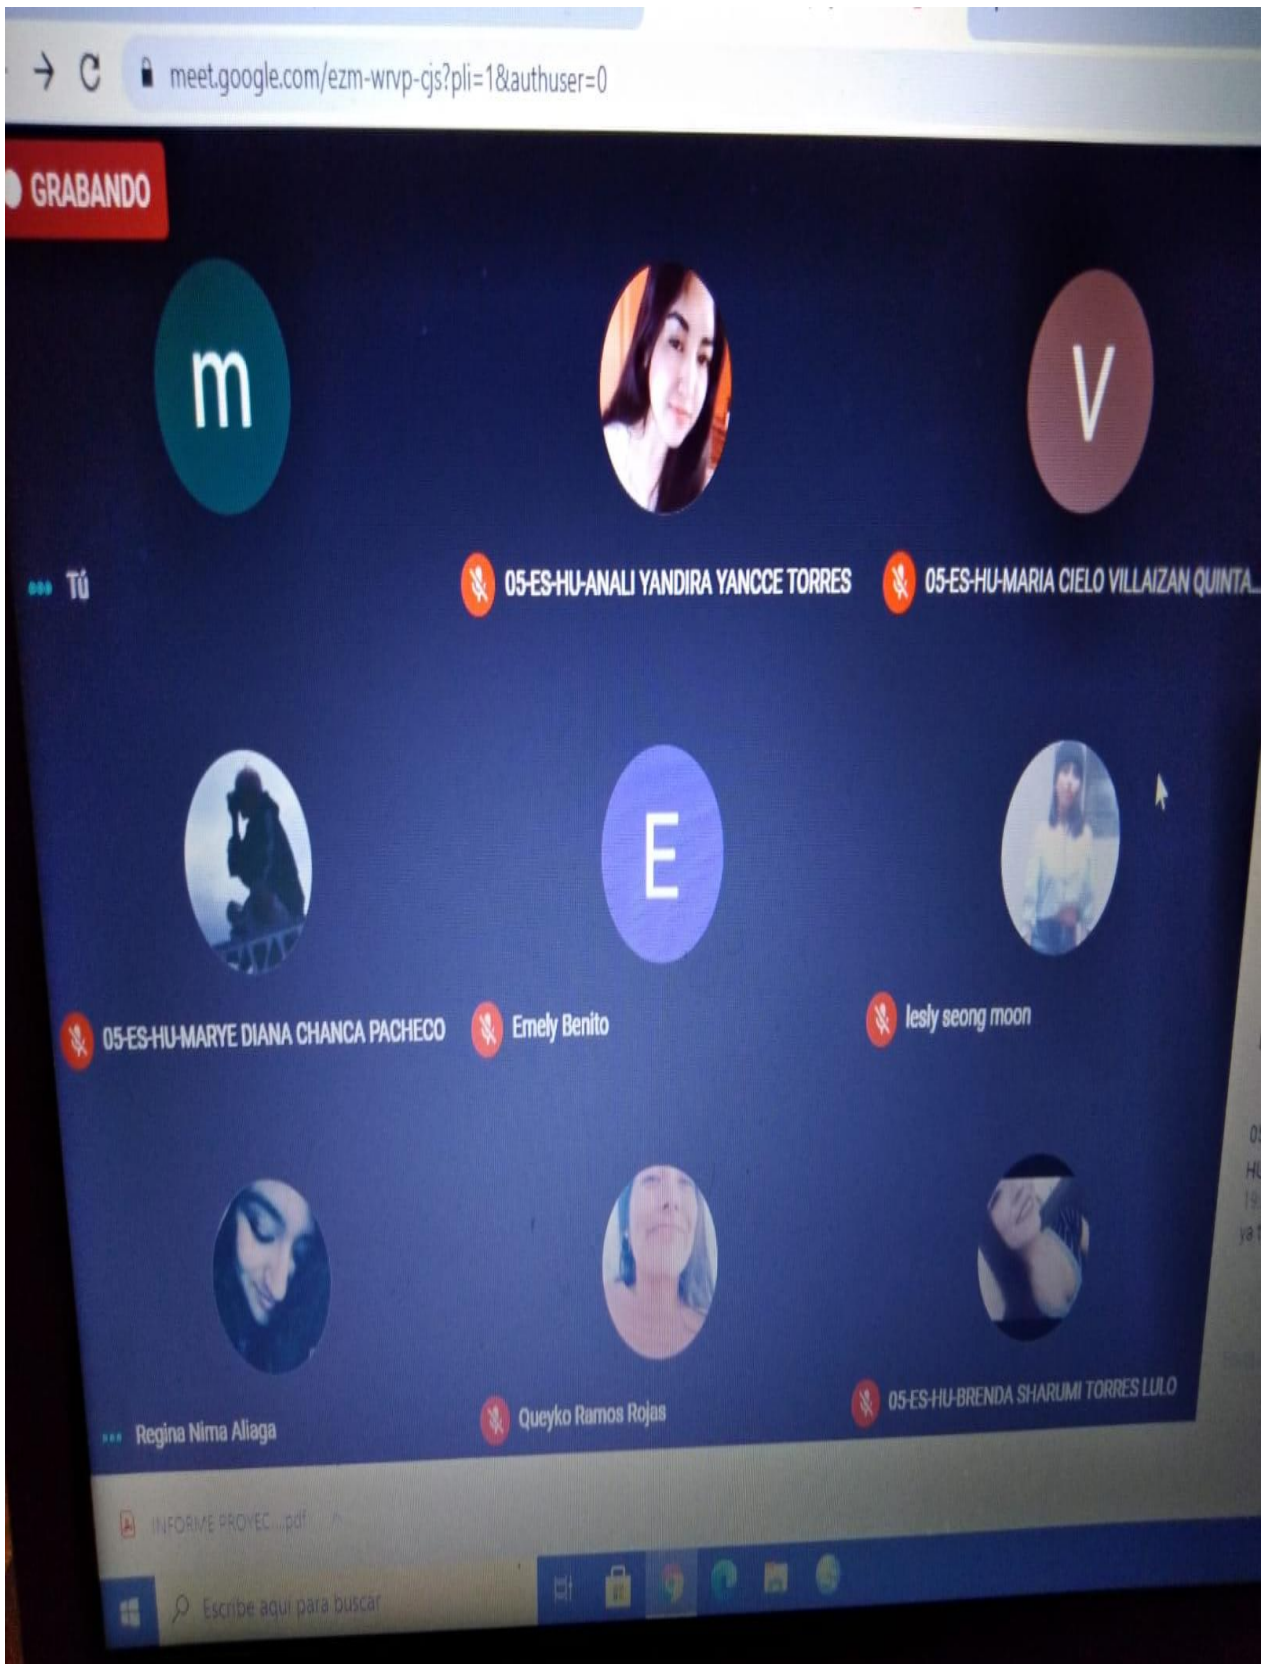 meet.google.com/ezm-wrvp-cjs?pli=1&authuser=0
GRABANDO
m
V
Tú
05-ES-HU-ANALI YANDIRA YANCCE TORRES
05-ES-HU-MARIA CIELO VILLAIZAN QUINTA...
E
05-ES-HU-MARYE DIANA CHANCA PACHECO
Emely Benito
lesly seong moon
Regina Nima Aliaga
Queyko Ramos Rojas
05-ES-HU-BRENDA SHARUMI TORRES LULO
INFORME PROYEC....pdf
Escribe aquí para buscar